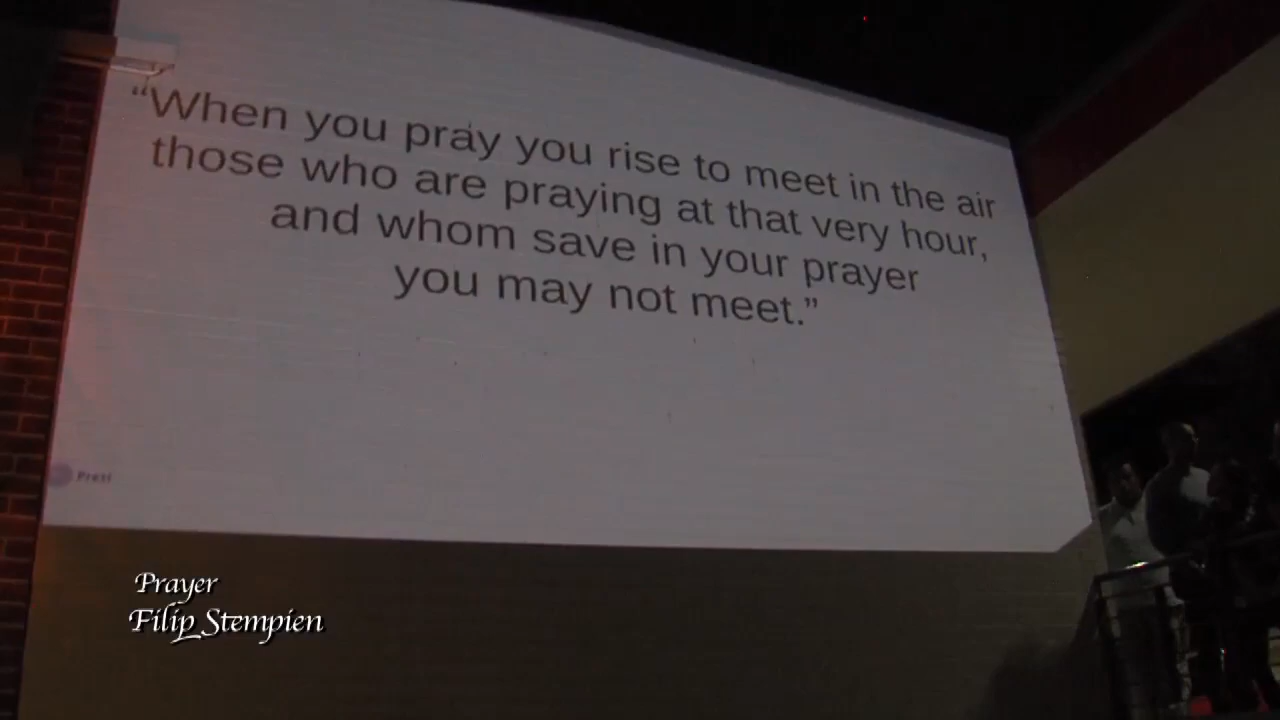 “When you pray you rise to meet in the air
those who are praying at that very hour,
and whom save in your prayer
you may not meet.”
Prezi
Prayer
Filip Stempien